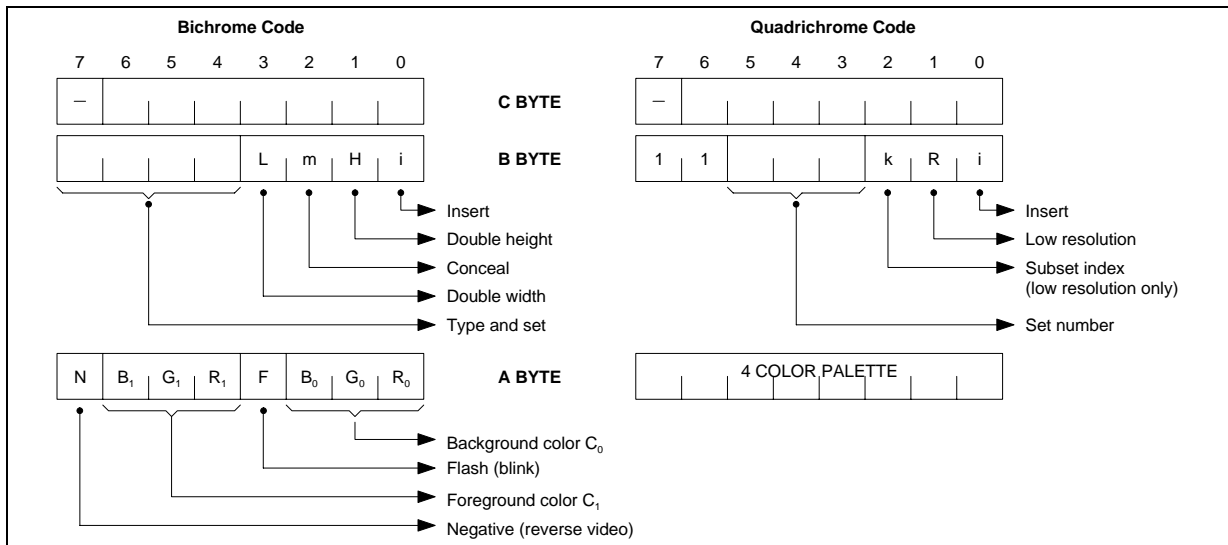 Bichrome Code Quadrichrome Code
7 6 5 4 3 2 1 0 7 6 5 4 3 2 1 0
– C BYTE –
L m H i B BYTE 1 1 k R i
Insert Insert
Double height Low resolution
Conceal Subset index
(low resolution only)
Double width
Type and set Set number
N B₁ G₁ R₁ F B₀ G₀ R₀ A BYTE 4 COLOR PALETTE
Background color C₀
Flash (blink)
Foreground color C₁
Negative (reverse video)